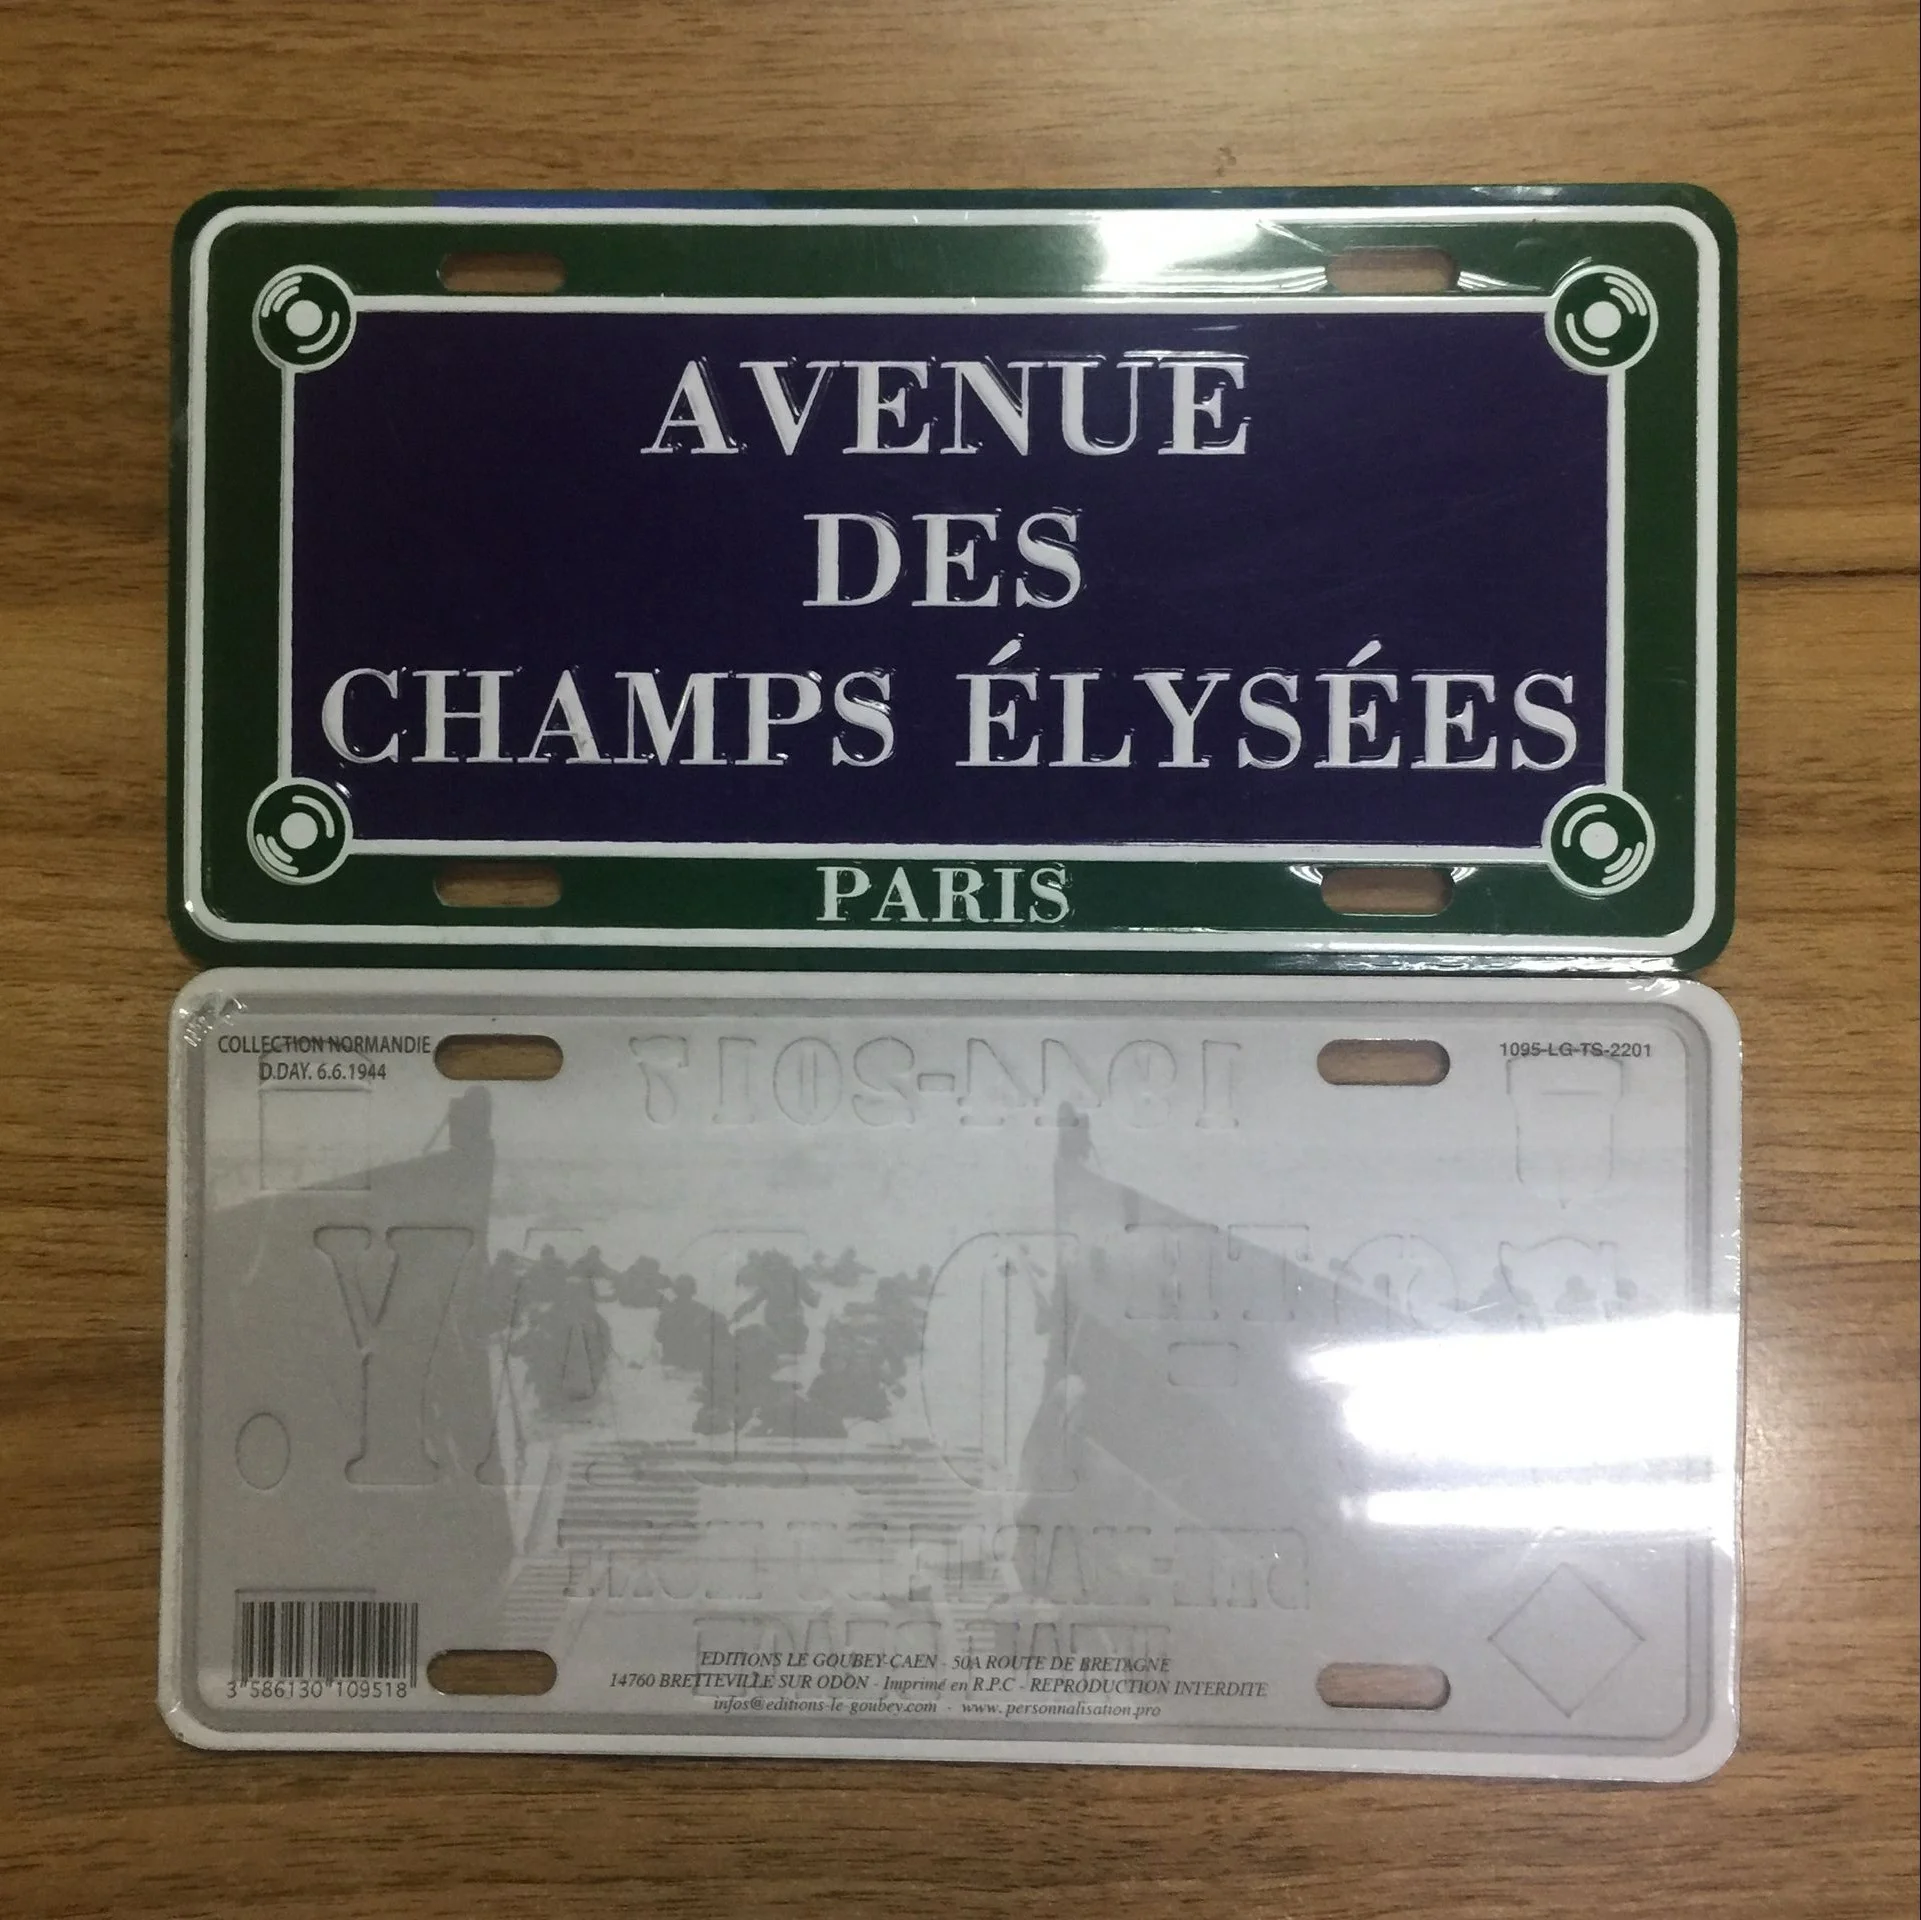 AVENUE
DES
CHAMPS ÉLYSÉES
PARIS
COLLECTION NORMANDIE
D.DAY. 6.6.1944
1095-LG-TS-2201
EDITIONS LE GOUBEY-CAEN - 50A ROUTE DE BRETAGNE
14760 BRETTEVILLE SUR ODON - Imprimé en R.P.C - REPRODUCTION INTERDITE
infos@editions-le-goubey.com - www.personnalisation.pro
3 586130 109518